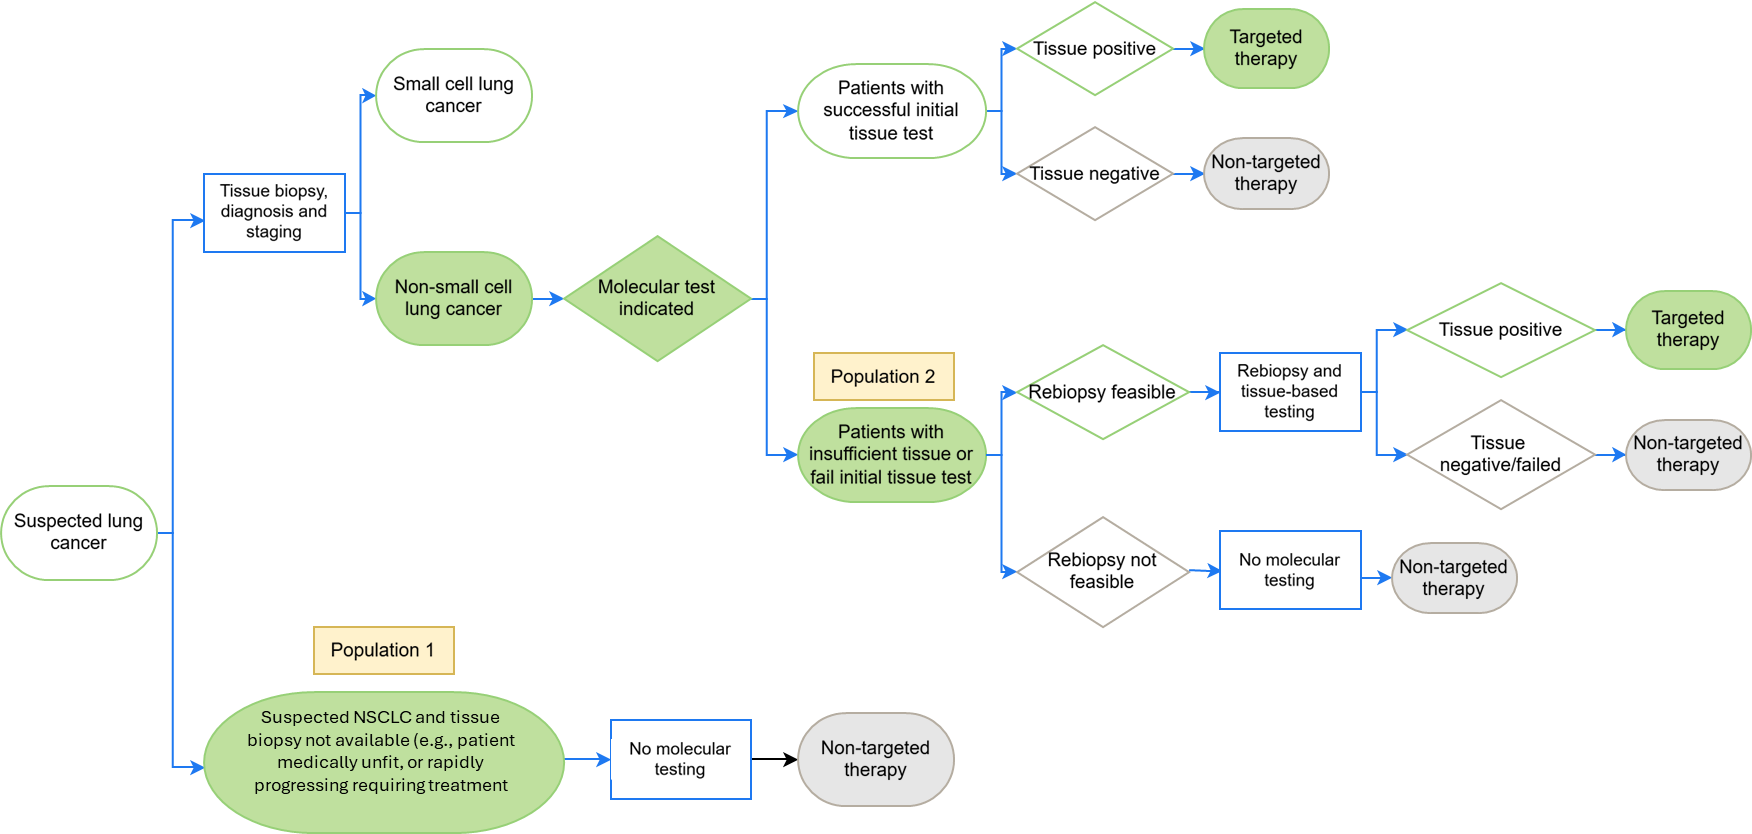 Suspected lung
cancer
Tissue biopsy,
diagnosis and
staging
Small cell lung
cancer
Non-small cell
lung cancer
Molecular test
indicated
Patients with
successful initial
tissue test
Tissue positive
Targeted
therapy
Tissue negative
Non-targeted
therapy
Population 2
Patients with
insufficient tissue or
fail initial tissue test
Rebiopsy feasible
Rebiopsy and
tissue-based
testing
Tissue positive
Targeted
therapy
Tissue
negative/failed
Non-targeted
therapy
Rebiopsy not
feasible
No molecular
testing
Non-targeted
therapy
Population 1
Suspected NSCLC and tissue
biopsy not available (e.g., patient
medically unfit, or rapidly
progressing requiring treatment
No molecular
testing
Non-targeted
therapy